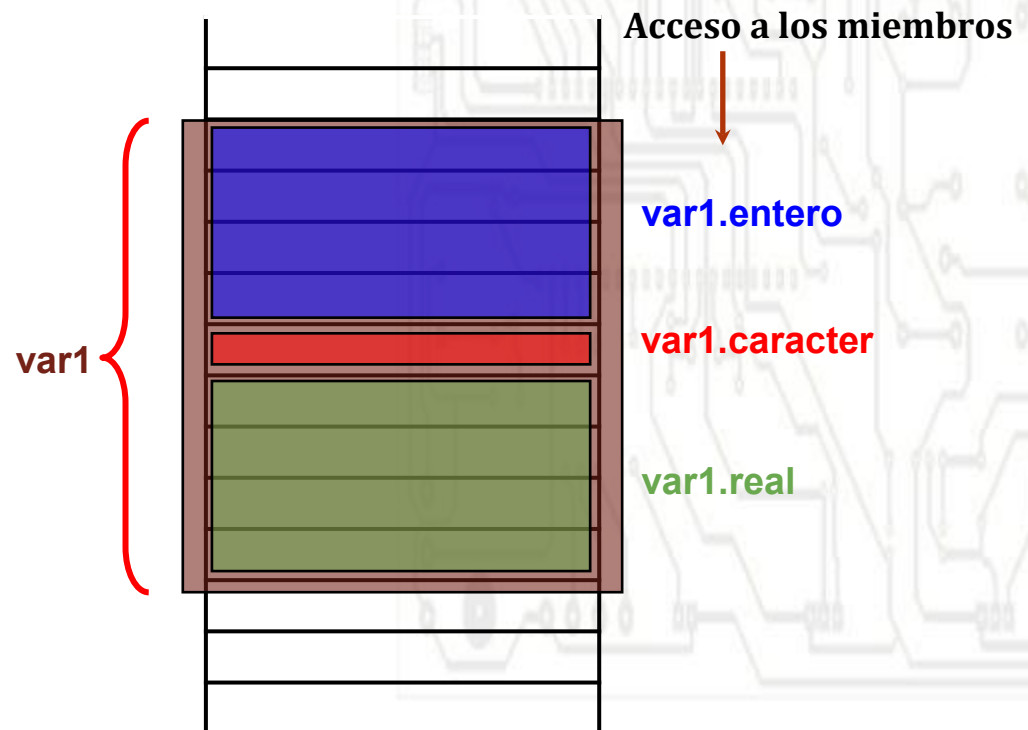 Acceso a los miembros
var1.entero
var1.caracter
var1
var1.real